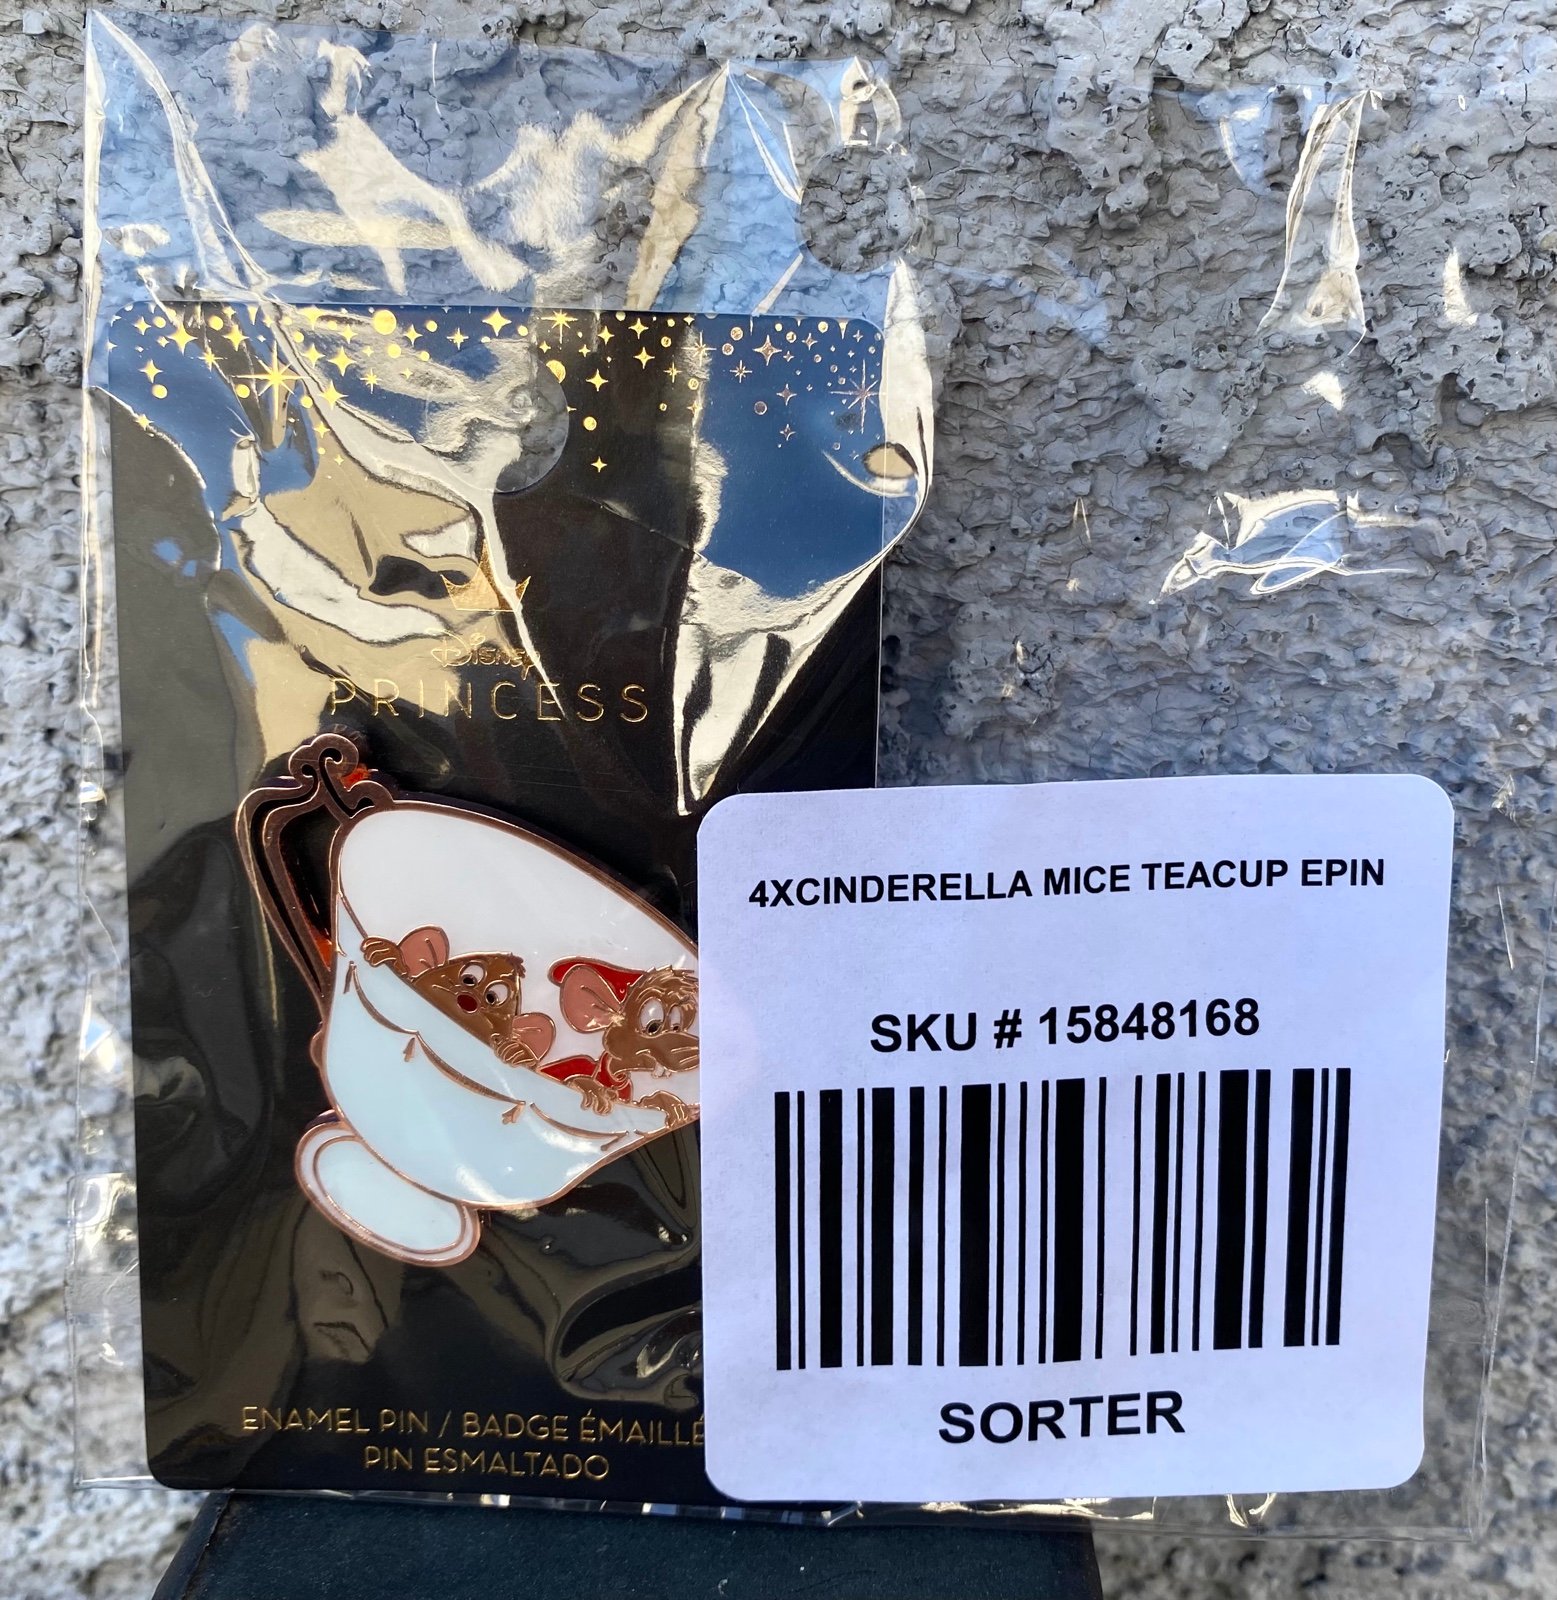 Disney
PRINCESS
4XCINDERELLA MICE TEACUP EPIN
SKU # 15848168
SORTER
ENAMEL PIN / BADGE ÉMAILLÉ
PIN ESMALTADO